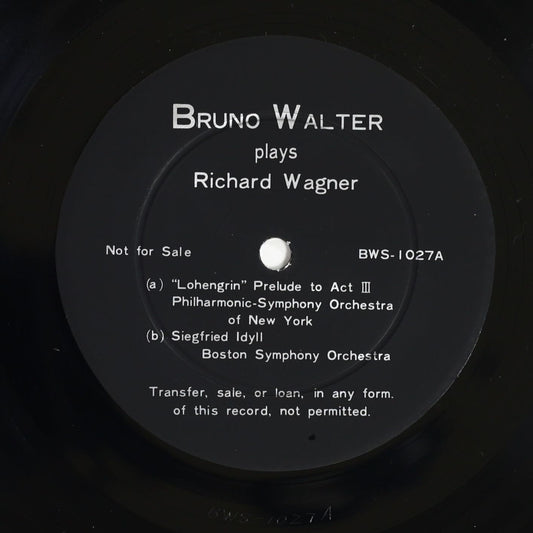 BRUNO WALTER
plays
Richard Wagner
Not for Sale BWS-1027A
(a) "Lohengrin" Prelude to Act III
Philharmonic-Symphony Orchestra
of New York
(b) Siegfried Idyll
Boston Symphony Orchestra
Transfer, sale, or loan, in any form.
of this record, not permitted.
BWS-1027A